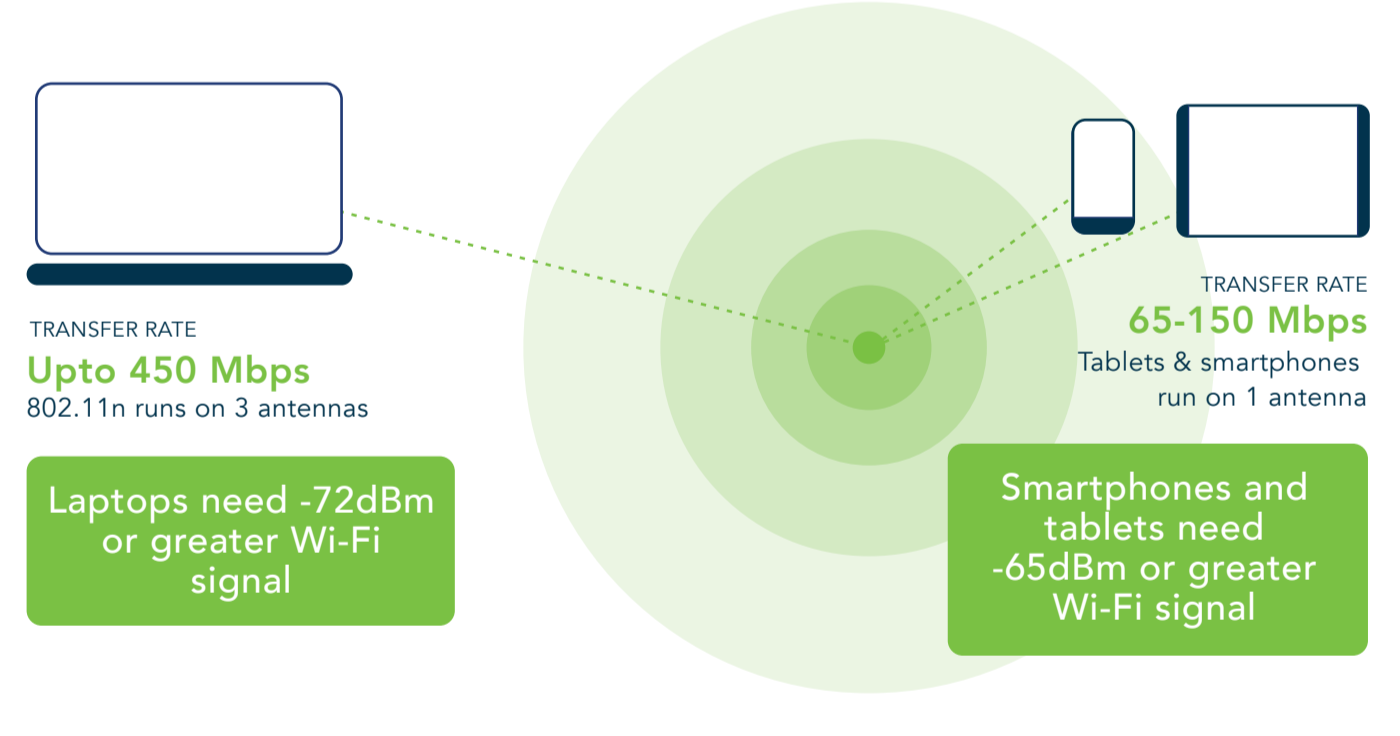 TRANSFER RATE
Upto 450 Mbps
802.11n runs on 3 antennas
Laptops need -72dBm
or greater Wi-Fi
signal
TRANSFER RATE
65-150 Mbps
Tablets & smartphones
run on 1 antenna
Smartphones and
tablets need
-65dBm or greater
Wi-Fi signal